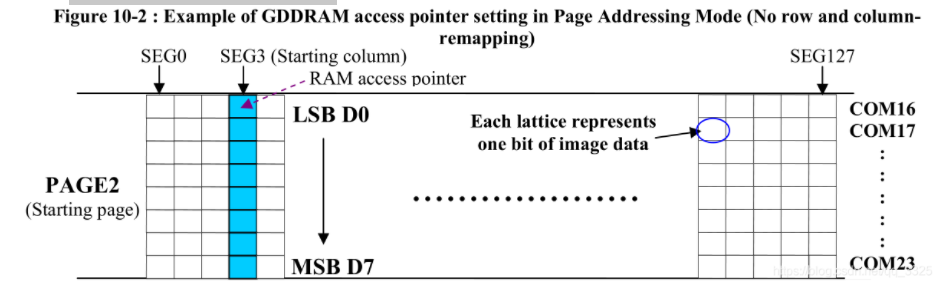 Figure 10-2 : Example of GDDRAM access pointer setting in Page Addressing Mode (No row and column-
remapping)
SEG0
SEG3 (Starting column)
SEG127
RAM access pointer
LSB D0
Each lattice represents
one bit of image data
COM16
COM17
PAGE2
(Starting page)
MSB D7
COM23